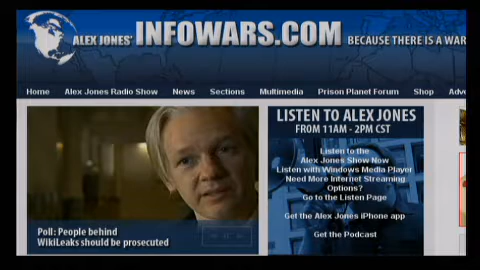 ALEX JONES' INFOWARS.COM BECAUSE THERE IS A WAR
Home Alex Jones Radio Show News Sections Multimedia Prison Planet Forum Shop Adve
LISTEN TO ALEX JONES
FROM 11AM - 2PM CST
Listen to the
Alex Jones Show Now
Listen with Windows Media Player
Need More Internet Streaming
Options?
Go to the Listen Page
Get the Alex Jones iPhone app
Get the Podcast
Poll: People behind
WikiLeaks should be prosecuted